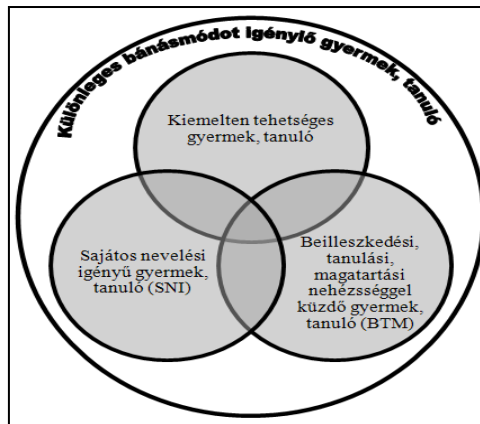 Különleges bánásmódot igénylő gyermek, tanuló
Kiemelten tehetséges
gyermek, tanuló
Sajátos nevelési
igényű gyermek,
tanuló (SNI)
Beilleszkedési,
tanulási,
magatartási
nehézsséggel
küzdő gyermek,
tanuló (BTM)